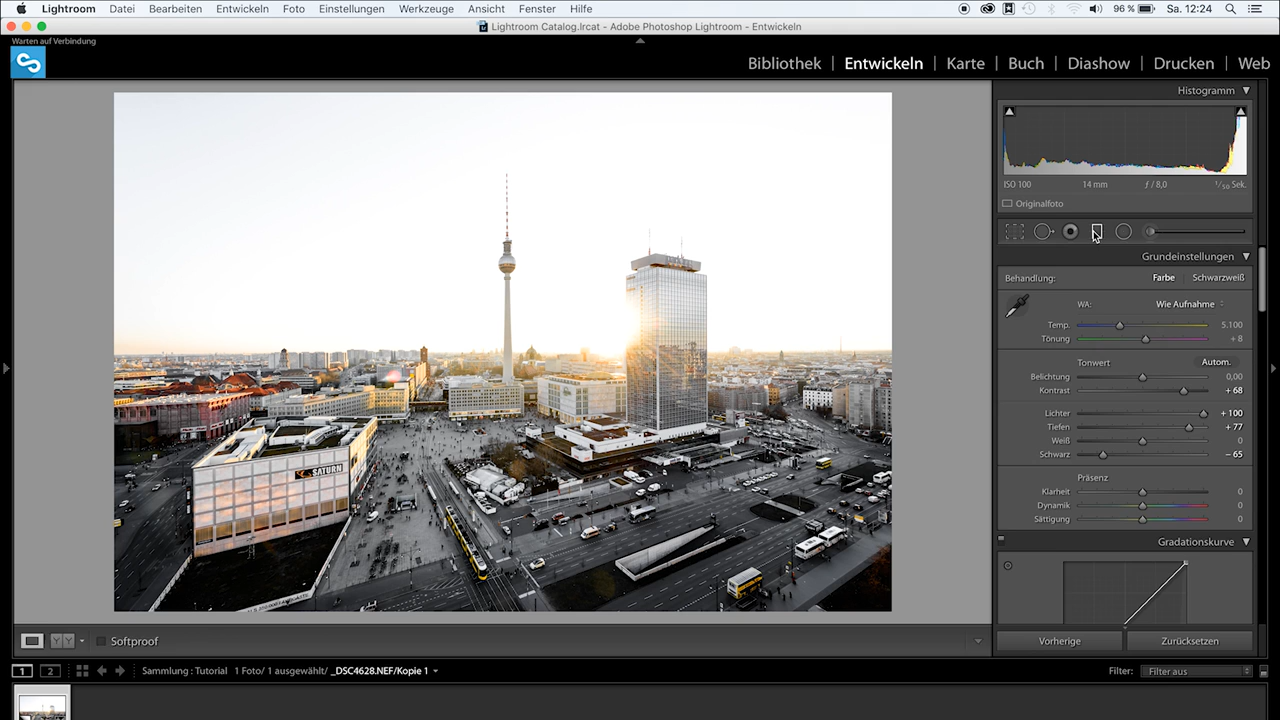 Lightroom Datei Bearbeiten Entwickeln Foto Einstellungen Werkzeuge Ansicht Fenster Hilfe 96 % Sa. 12:24
Lightroom Catalog.lrcat - Adobe Photoshop Lightroom - Entwickeln
Warten auf Verbindung
Bibliothek | Entwickeln | Karte | Buch | Diashow | Drucken | Web
Histogramm
ISO 100 14 mm ƒ / 8,0 1/50 Sek.
Originalfoto
Grundeinstellungen
Behandlung: Farbe Schwarzweiß
WA: Wie Aufnahme
Temp. 5.100
Tönung + 8
Tonwert Autom.
Belichtung 0,00
Kontrast + 68
Lichter + 100
Tiefen + 77
Weiß 0
Schwarz – 65
Präsenz
Klarheit 0
Dynamik 0
Sättigung 0
Gradationskurve
SATURN
Vorherige Zurücksetzen
Y Y Softproof
1 2 Sammlung : Tutorial 1 Foto/ 1 ausgewählt/ _DSC4628.NEF/Kopie 1 Filter: Filter aus